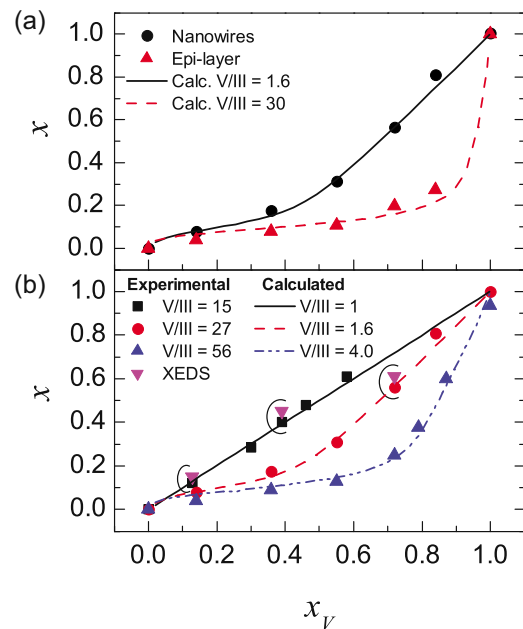 (a)
Nanowires
Epi-layer
Calc. V/III = 1.6
Calc. V/III = 30
1.0
0.8
0.6
0.4
0.2
0.0
x
(b)
Experimental Calculated
V/III = 15 V/III = 1
V/III = 27 V/III = 1.6
V/III = 56 V/III = 4.0
XEDS
1.0
0.8
0.6
0.4
0.2
0.0
x
0.0 0.2 0.4 0.6 0.8 1.0
x_V